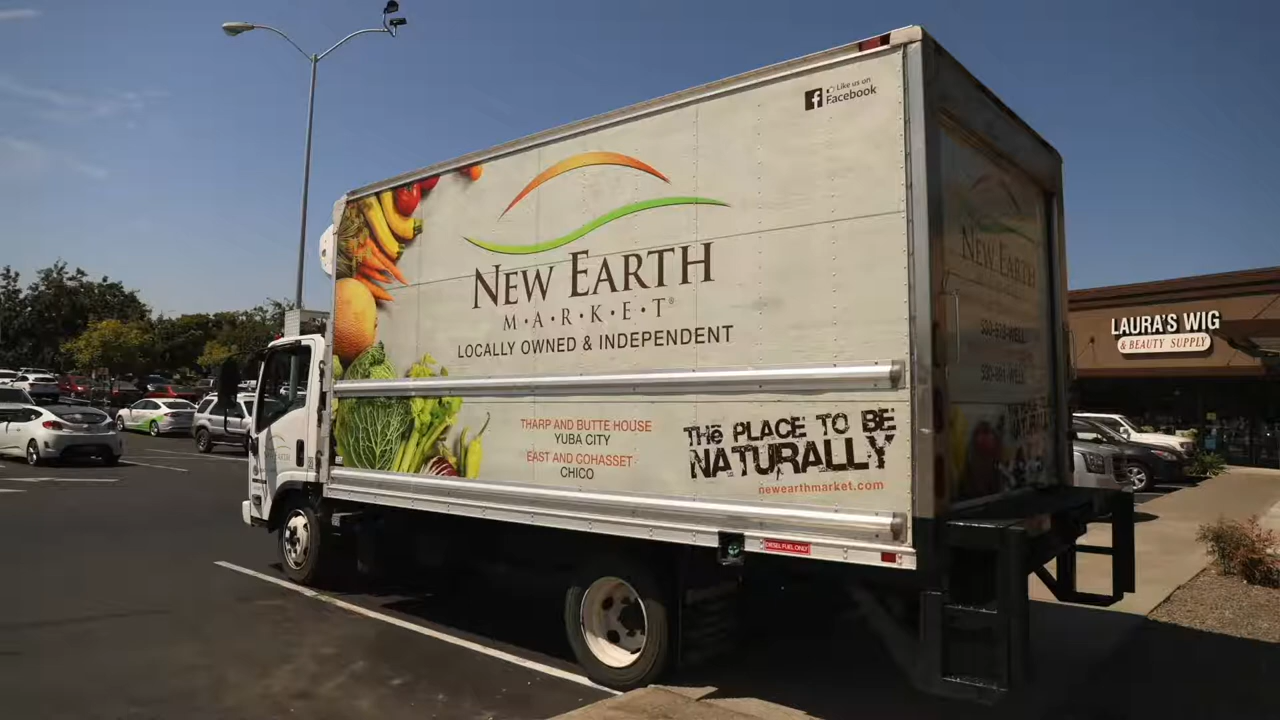 Like us on
Facebook
NEW EARTH
M·A·R·K·E·T®
LOCALLY OWNED & INDEPENDENT
THARP AND BUTTE HOUSE
YUBA CITY
EAST AND COHASSET
CHICO
THe PLACE TO BE
NATURALLY
newearthmarket.com
DIESEL FUEL ONLY
NEW EARTH
LAURA'S WIG
& BEAUTY SUPPLY